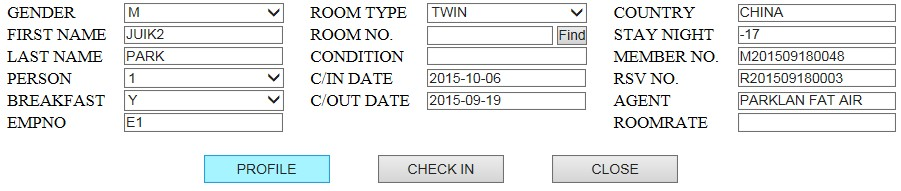 GENDER M ROOM TYPE TWIN COUNTRY CHINA
FIRST NAME JUIK2 ROOM NO. Find STAY NIGHT -17
LAST NAME PARK CONDITION MEMBER NO. M201509180048
PERSON 1 C/IN DATE 2015-10-06 RSV NO. R201509180003
BREAKFAST Y C/OUT DATE 2015-09-19 AGENT PARKLAN FAT AIR
EMPNO E1 ROOMRATE
PROFILE CHECK IN CLOSE